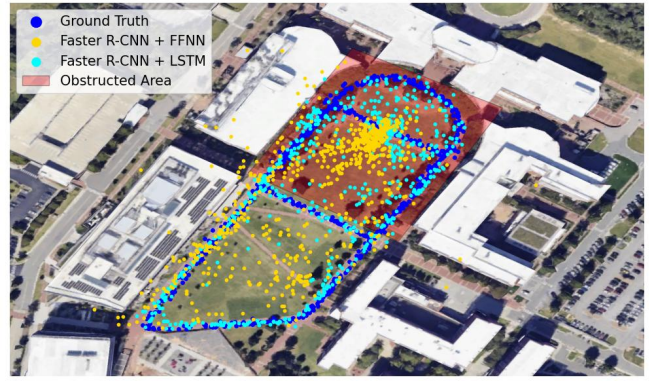 Ground Truth
Faster R-CNN + FFNN
Faster R-CNN + LSTM
Obstructed Area